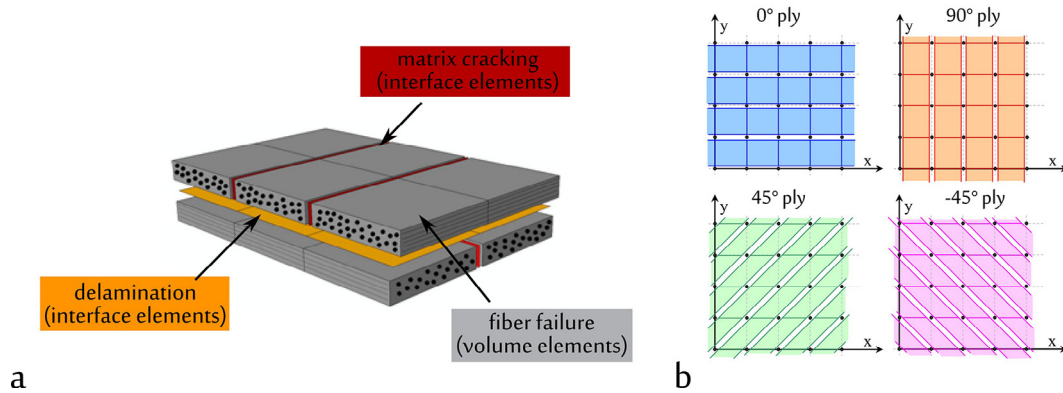 matrix cracking
(interface elements)
delamination
(interface elements)
fiber failure
(volume elements)
a
0° ply
y
x
90° ply
y
x
45° ply
y
x
-45° ply
y
x
b